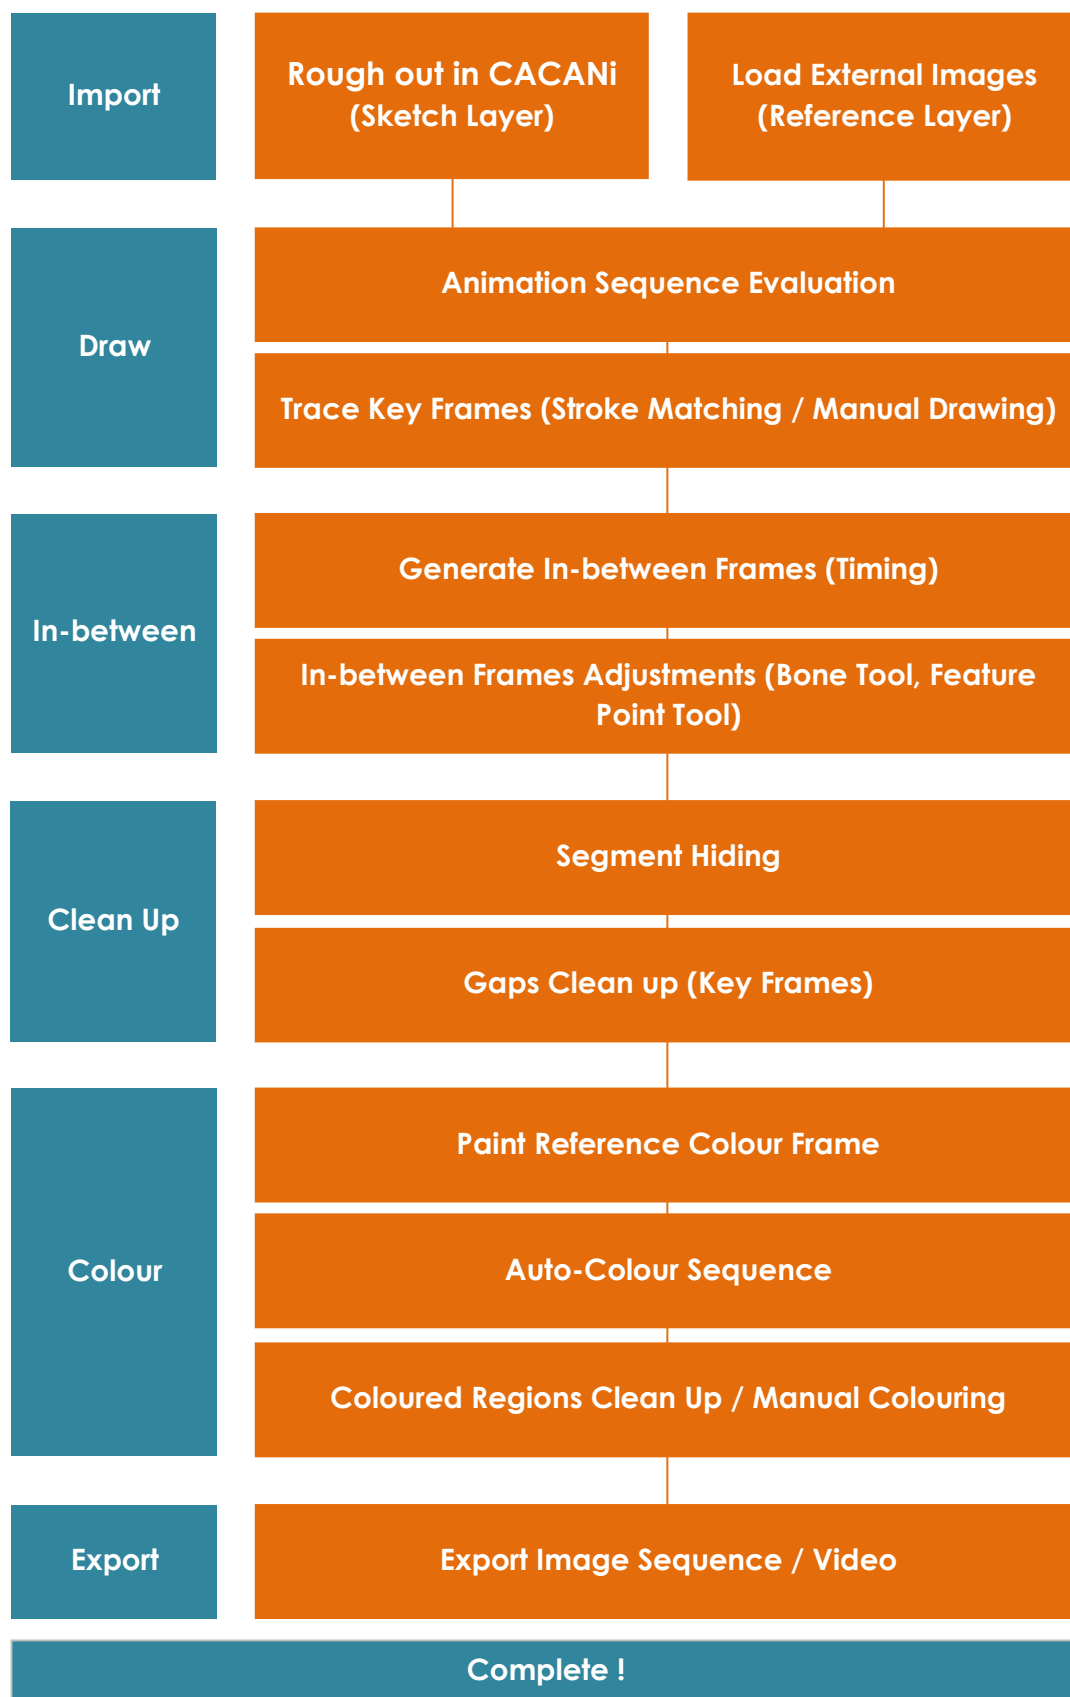 Import
Rough out in CACANi
(Sketch Layer)
Load External Images
(Reference Layer)
Draw
Animation Sequence Evaluation
Trace Key Frames (Stroke Matching / Manual Drawing)
In-between
Generate In-between Frames (Timing)
In-between Frames Adjustments (Bone Tool, Feature
Point Tool)
Clean Up
Segment Hiding
Gaps Clean up (Key Frames)
Colour
Paint Reference Colour Frame
Auto-Colour Sequence
Coloured Regions Clean Up / Manual Colouring
Export
Export Image Sequence / Video
Complete !